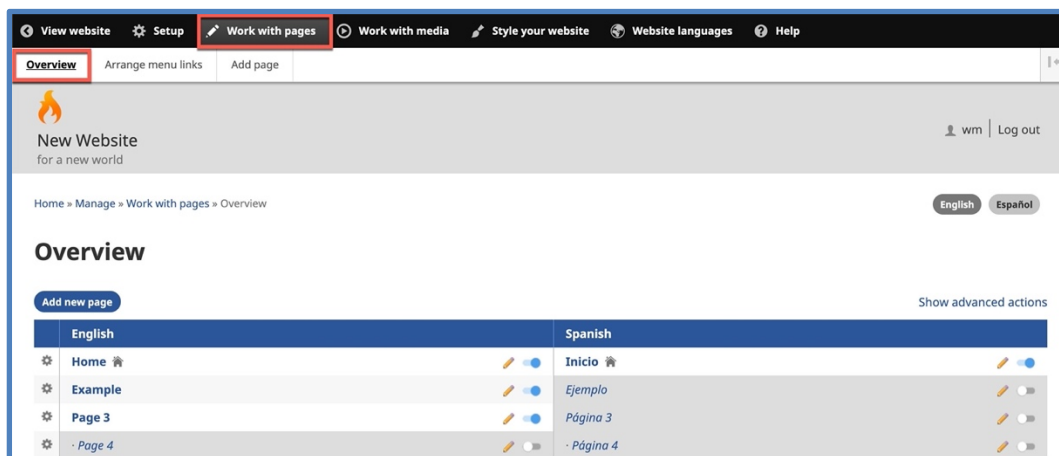 View website Setup Work with pages Work with media Style your website Website languages Help
Overview Arrange menu links Add page
New Website
for a new world
wm Log out
Home » Manage » Work with pages » Overview
English Español
Overview
Add new page
Show advanced actions
English Spanish
Home Inicio
Example Ejemplo
Page 3 Página 3
· Page 4 · Página 4